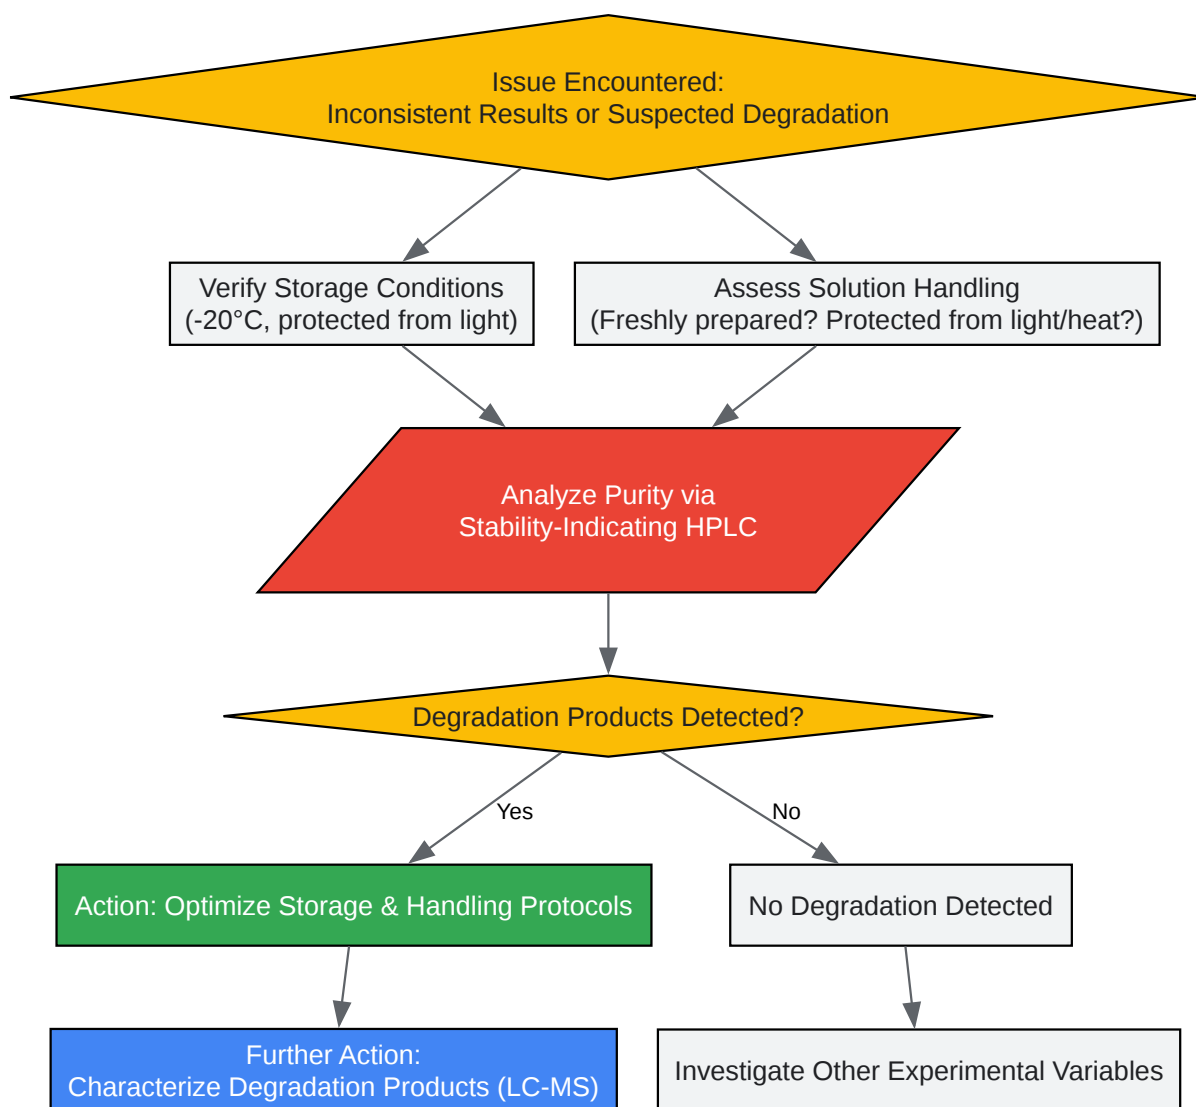 Issue Encountered:
Inconsistent Results or Suspected Degradation
Verify Storage Conditions
(-20°C, protected from light)
Assess Solution Handling
(Freshly prepared? Protected from light/heat?)
Analyze Purity via
Stability-Indicating HPLC
Degradation Products Detected?
Yes
No
Action: Optimize Storage & Handling Protocols
No Degradation Detected
Further Action:
Characterize Degradation Products (LC-MS)
Investigate Other Experimental Variables